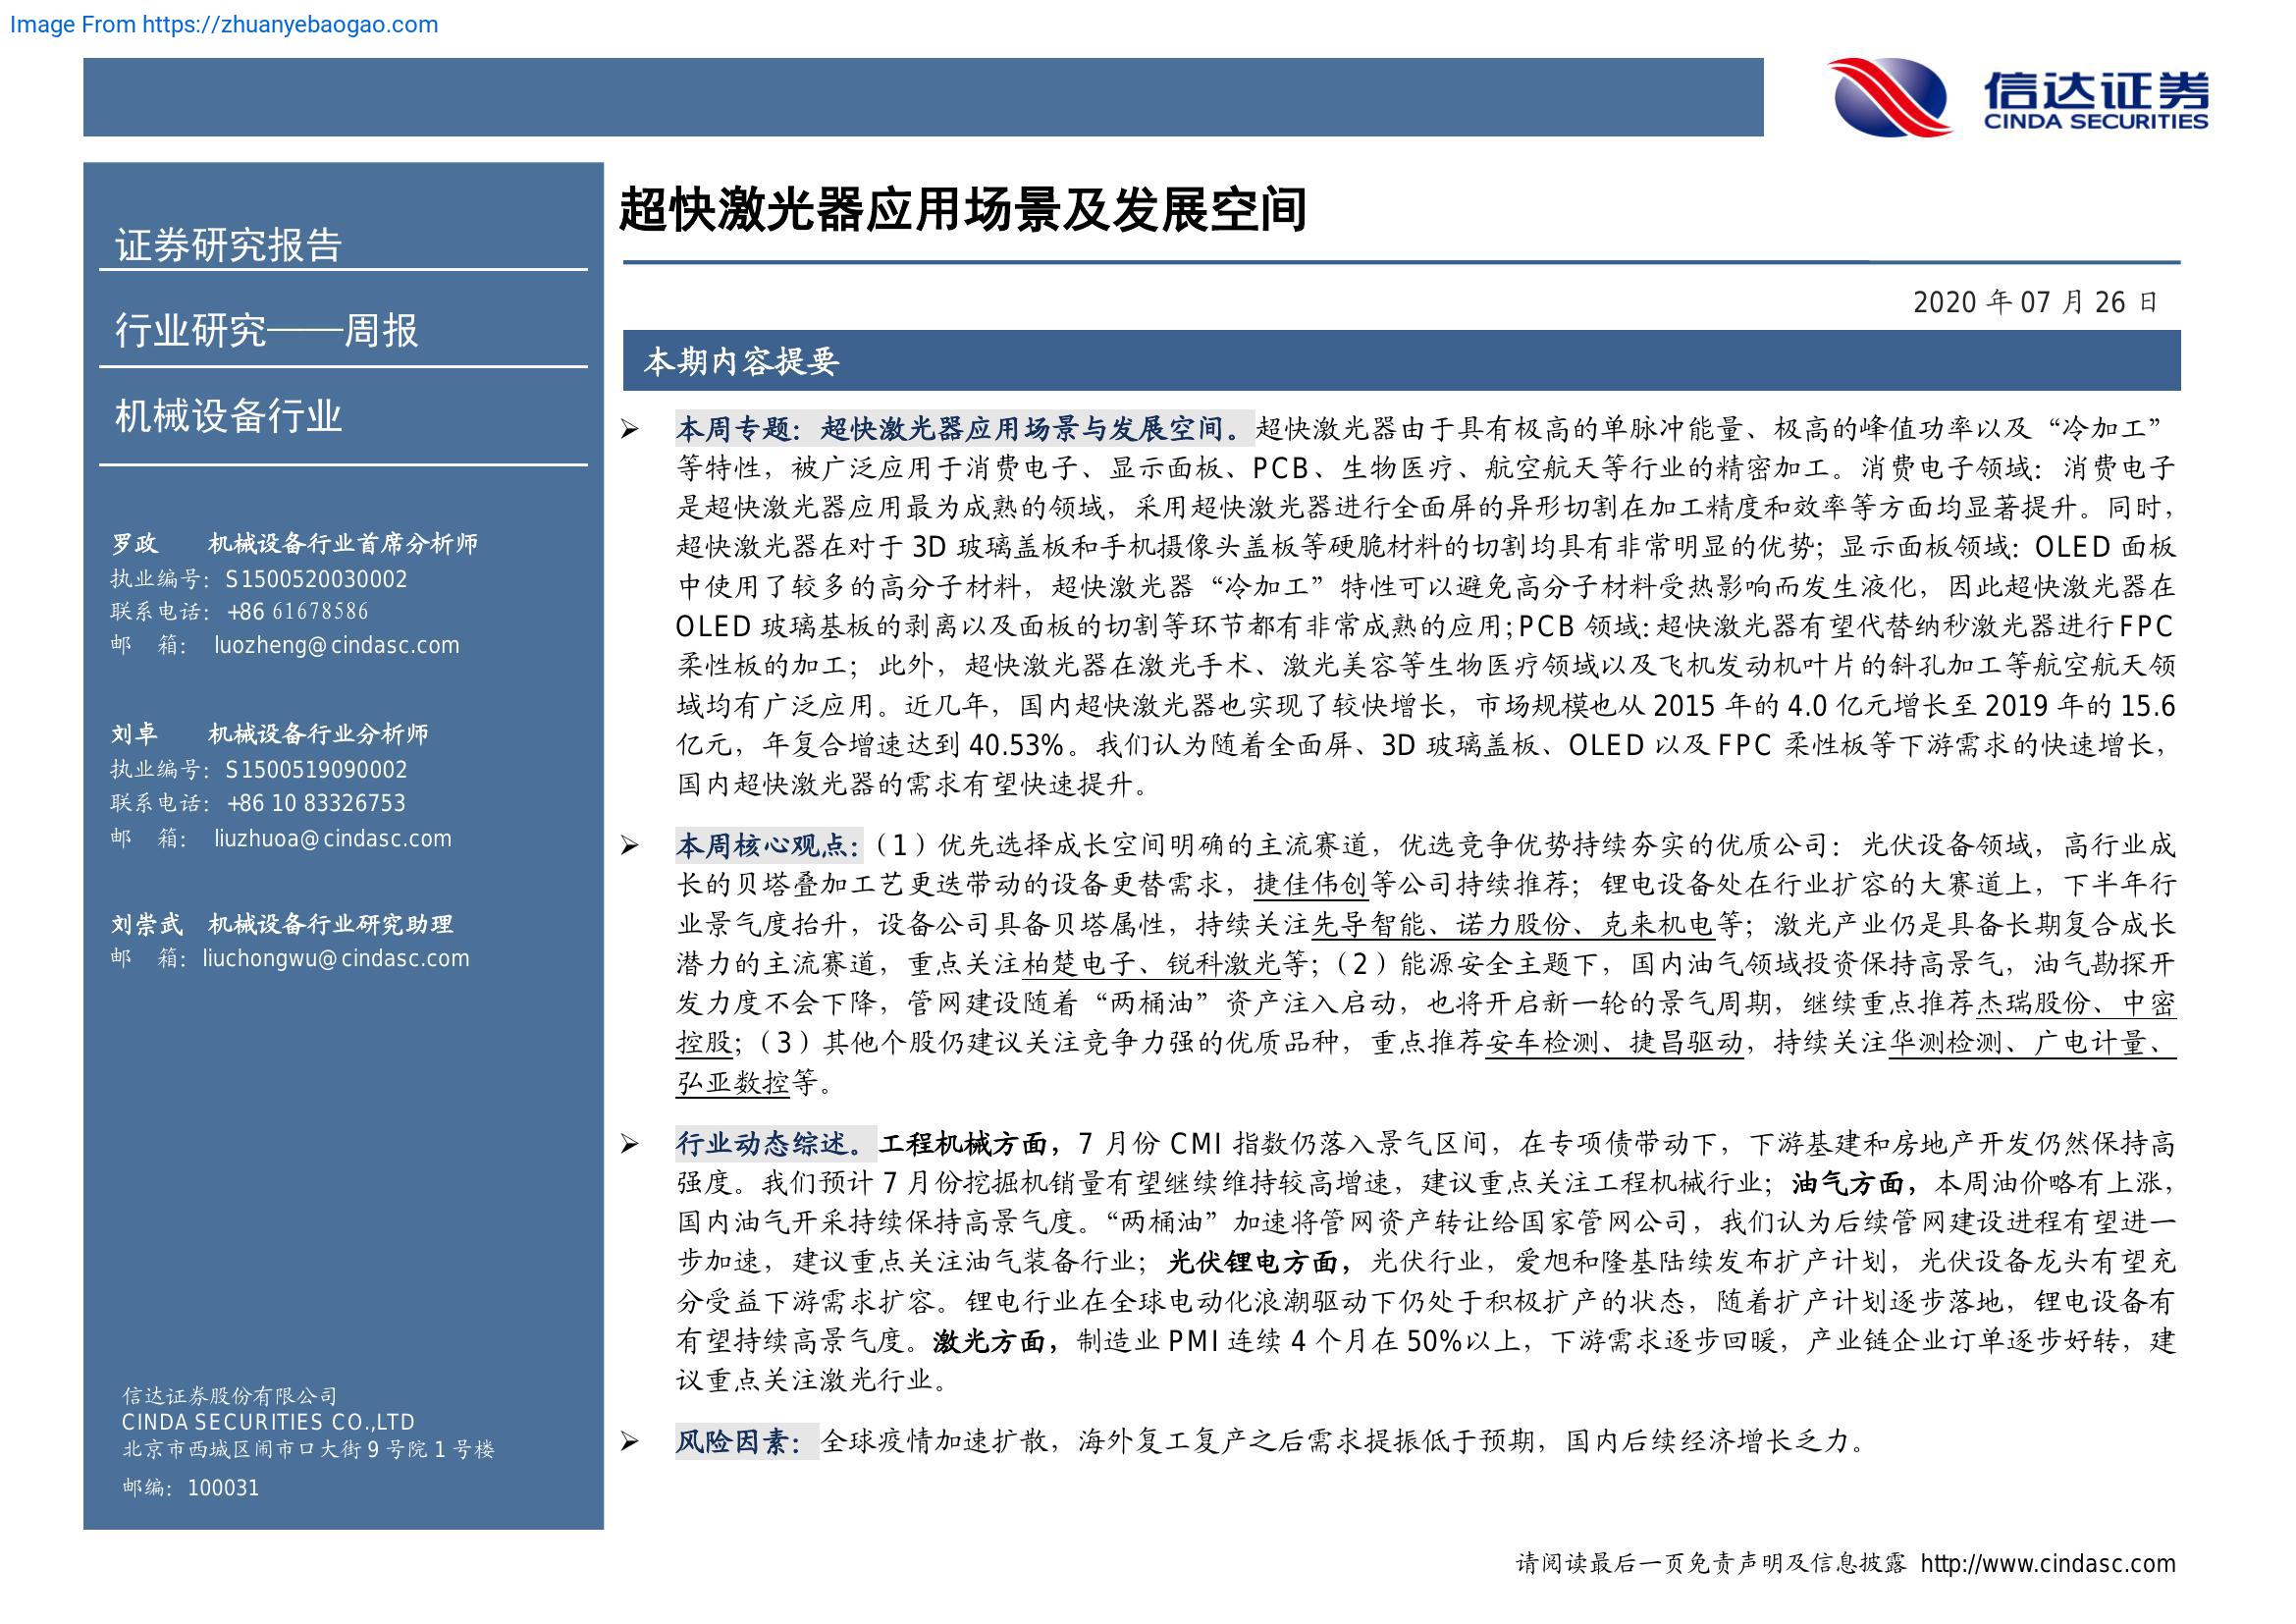 Image From https://zhuanyebaogao.com
信达证券
CINDA SECURITIES
证券研究报告
行业研究——周报
机械设备行业
罗政 机械设备行业首席分析师
执业编号：S1500520030002
联系电话：+86 61678586
邮 箱： luozheng@cindasc.com
刘卓 机械设备行业分析师
执业编号：S1500519090002
联系电话：+86 10 83326753
邮 箱： liuzhuoa@cindasc.com
刘崇武 机械设备行业研究助理
邮 箱：liuchongwu@cindasc.com
信达证券股份有限公司
CINDA SECURITIES CO.,LTD
北京市西城区闹市口大街 9 号院 1 号楼
邮编：100031
超快激光器应用场景及发展空间
2020 年 07 月 26 日
本期内容提要
➢ 本周专题：超快激光器应用场景与发展空间。超快激光器由于具有极高的单脉冲能量、极高的峰值功率以及“冷加工”
等特性，被广泛应用于消费电子、显示面板、PCB、生物医疗、航空航天等行业的精密加工。消费电子领域：消费电子
是超快激光器应用最为成熟的领域，采用超快激光器进行全面屏的异形切割在加工精度和效率等方面均显著提升。同时，
超快激光器在对于 3D 玻璃盖板和手机摄像头盖板等硬脆材料的切割均具有非常明显的优势；显示面板领域：OLED 面板
中使用了较多的高分子材料，超快激光器“冷加工”特性可以避免高分子材料受热影响而发生液化，因此超快激光器在
OLED 玻璃基板的剥离以及面板的切割等环节都有非常成熟的应用；PCB 领域：超快激光器有望代替纳秒激光器进行 FPC
柔性板的加工；此外，超快激光器在激光手术、激光美容等生物医疗领域以及飞机发动机叶片的斜孔加工等航空航天领
域均有广泛应用。近几年，国内超快激光器也实现了较快增长，市场规模也从 2015 年的 4.0 亿元增长至 2019 年的 15.6
亿元，年复合增速达到 40.53%。我们认为随着全面屏、3D 玻璃盖板、OLED 以及 FPC 柔性板等下游需求的快速增长，
国内超快激光器的需求有望快速提升。
➢ 本周核心观点：（1）优先选择成长空间明确的主流赛道，优选竞争优势持续夯实的优质公司：光伏设备领域，高行业成
长的贝塔叠加工艺更迭带动的设备更替需求，捷佳伟创等公司持续推荐；锂电设备处在行业扩容的大赛道上，下半年行
业景气度抬升，设备公司具备贝塔属性，持续关注先导智能、诺力股份、克来机电等；激光产业仍是具备长期复合成长
潜力的主流赛道，重点关注柏楚电子、锐科激光等；（2）能源安全主题下，国内油气领域投资保持高景气，油气勘探开
发力度不会下降，管网建设随着“两桶油”资产注入启动，也将开启新一轮的景气周期，继续重点推荐杰瑞股份、中密
控股；（3）其他个股仍建议关注竞争力强的优质品种，重点推荐安车检测、捷昌驱动，持续关注华测检测、广电计量、
弘亚数控等。
➢ 行业动态综述。工程机械方面，7 月份 CMI 指数仍落入景气区间，在专项债带动下，下游基建和房地产开发仍然保持高
强度。我们预计 7 月份挖掘机销量有望继续维持较高增速，建议重点关注工程机械行业；油气方面，本周油价略有上涨，
国内油气开采持续保持高景气度。“两桶油”加速将管网资产转让给国家管网公司，我们认为后续管网建设进程有望进一
步加速，建议重点关注油气装备行业；光伏锂电方面，光伏行业，爱旭和隆基陆续发布扩产计划，光伏设备龙头有望充
分受益下游需求扩容。锂电行业在全球电动化浪潮驱动下仍处于积极扩产的状态，随着扩产计划逐步落地，锂电设备有
有望持续高景气度。激光方面，制造业 PMI 连续 4 个月在 50%以上，下游需求逐步回暖，产业链企业订单逐步好转，建
议重点关注激光行业。
➢ 风险因素：全球疫情加速扩散，海外复工复产之后需求提振低于预期，国内后续经济增长乏力。
请阅读最后一页免责声明及信息披露 http://www.cindasc.com